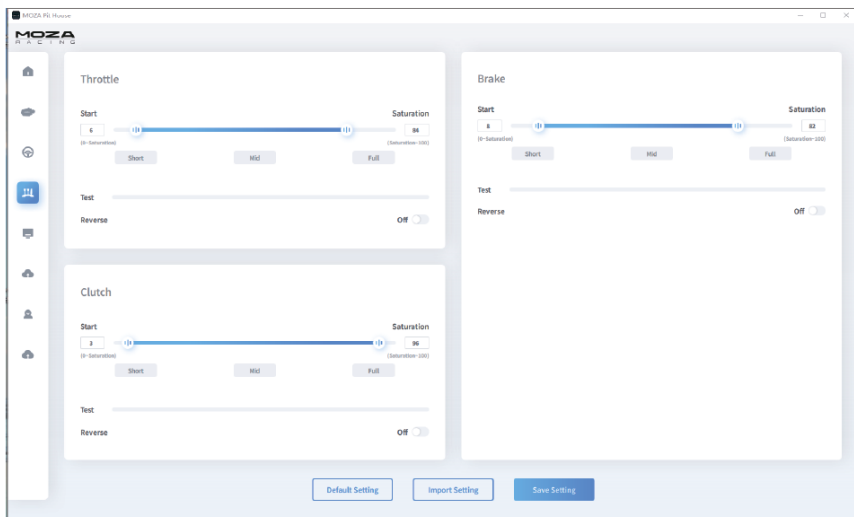 MOZA Pit House
MOZA
RACING
Throttle
Start
Saturation
6
84
(0-Saturation)
(Saturation-100)
Short
Mid
Full
Test
Reverse
Off
Clutch
Start
Saturation
3
96
(0-Saturation)
(Saturation-100)
Short
Mid
Full
Test
Reverse
Off
Brake
Start
Saturation
8
82
(0-Saturation)
(Saturation-100)
Short
Mid
Full
Test
Reverse
Off
Default Setting
Import Setting
Save Setting